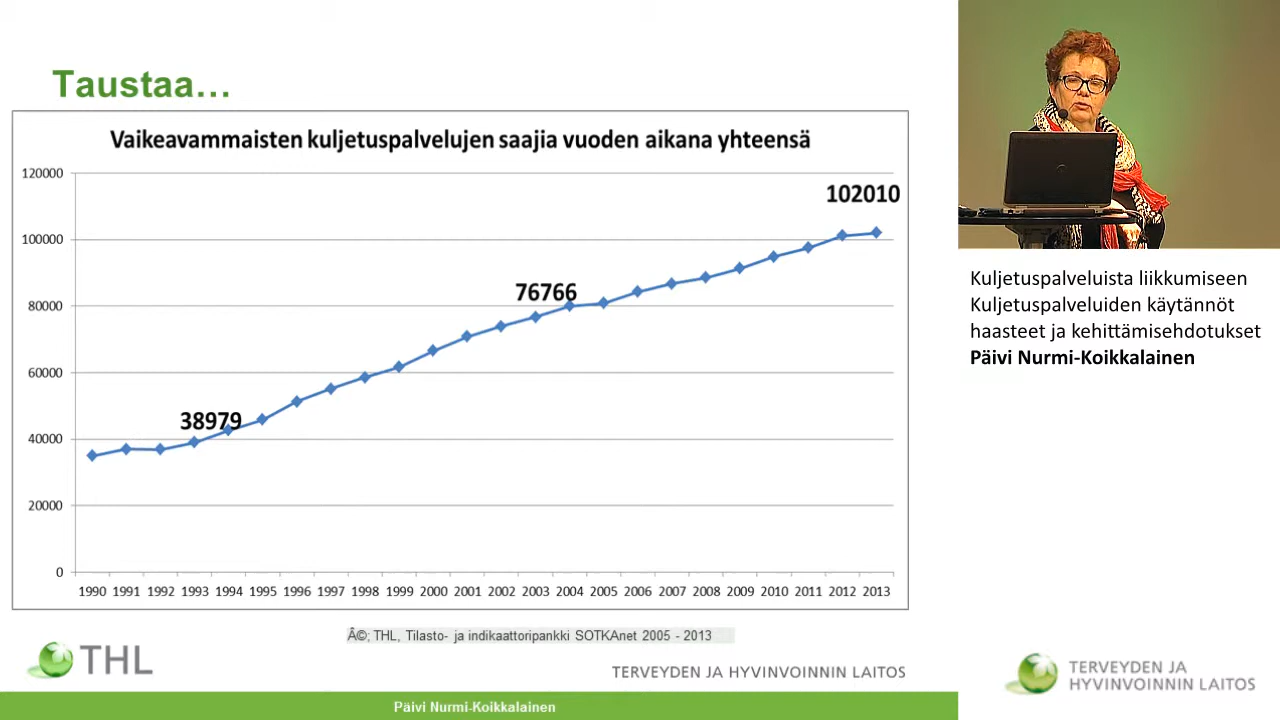 Taustaa...
Vaikeavammaisten kuljetuspalvelujen saajia vuoden aikana yhteensä
120000
100000
80000
60000
40000
20000
0
38979
76766
102010
1990 1991 1992 1993 1994 1995 1996 1997 1998 1999 2000 2001 2002 2003 2004 2005 2006 2007 2008 2009 2010 2011 2012 2013
Â©; THL, Tilasto- ja indikaattoripankki SOTKAnet 2005 - 2013
THL
TERVEYDEN JA HYVINVOINNIN LAITOS
Päivi Nurmi-Koikkalainen
Kuljetuspalveluista liikkumiseen
Kuljetuspalveluiden käytännöt
haasteet ja kehittämisehdotukset
Päivi Nurmi-Koikkalainen
TERVEYDEN JA
HYVINVOINNIN LAITOS